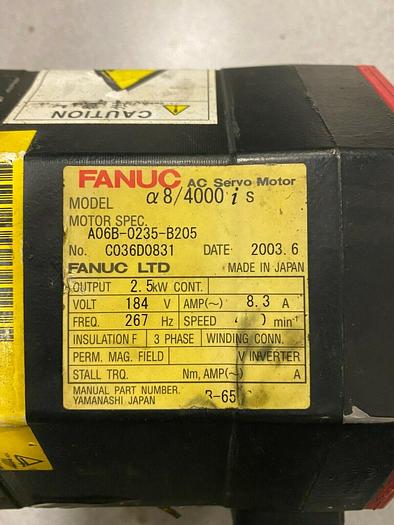 CAUTION
FANUC AC Servo Motor
MODEL α8/4000 i s
MOTOR SPEC.
A06B-0235-B205
No. C036D0831 DATE 2003.6
FANUC LTD MADE IN JAPAN
OUTPUT 2.5kW CONT.
VOLT 184 V AMP(~) 8.3 A
FREQ. 267 Hz SPEED min⁻¹
INSULATION F 3 PHASE WINDING CONN.
PERM. MAG. FIELD V INVERTER
STALL TRQ. Nm, AMP(~) A
MANUAL PART NUMBER.
YAMANASHI JAPAN